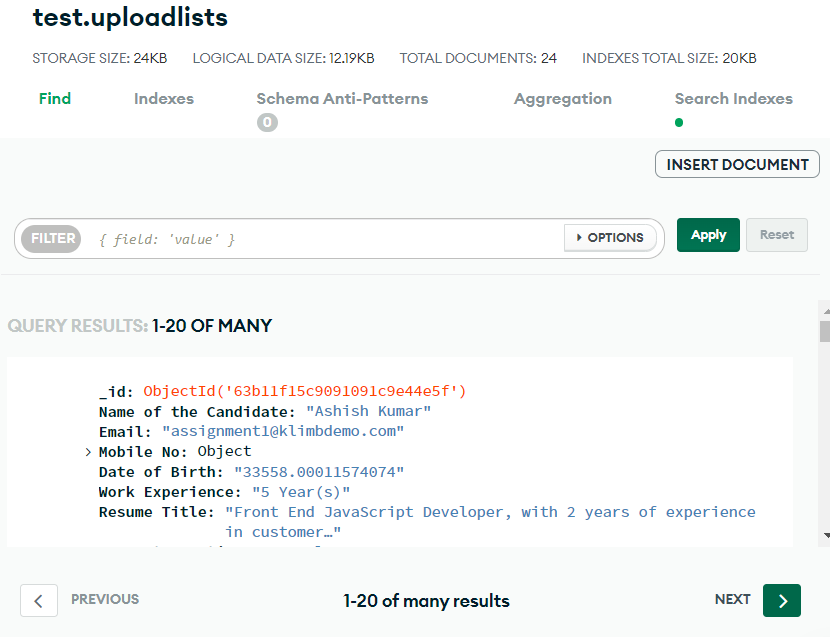 test.uploadlists
STORAGE SIZE: 24KB LOGICAL DATA SIZE: 12.19KB TOTAL DOCUMENTS: 24 INDEXES TOTAL SIZE: 20KB
Find Indexes Schema Anti-Patterns Aggregation Search Indexes
0
INSERT DOCUMENT
FILTER { field: 'value' } OPTIONS Apply Reset
QUERY RESULTS: 1-20 OF MANY
_id: ObjectId('63b11f15c9091091c9e44e5f')
Name of the Candidate: "Ashish Kumar"
Email: "assignment1@klimbdemo.com"
Mobile No: Object
Date of Birth: "33558.00011574074"
Work Experience: "5 Year(s)"
Resume Title: "Front End JavaScript Developer, with 2 years of experience
in customer…"
PREVIOUS 1-20 of many results NEXT